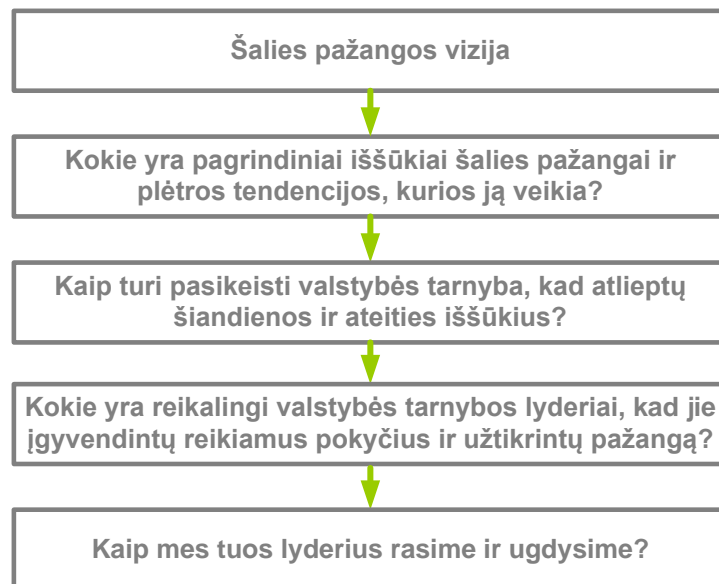 Šalies pažangos vizija
Kokie yra pagrindiniai iššūkiai šalies pažangai ir
plėtros tendencijos, kurios ją veikia?
Kaip turi pasikeisti valstybės tarnyba, kad atlieptų
šiandienos ir ateities iššūkius?
Kokie yra reikalingi valstybės tarnybos lyderiai, kad jie
įgyvendintų reikiamus pokyčius ir užtikrintų pažangą?
Kaip mes tuos lyderius rasime ir ugdysime?